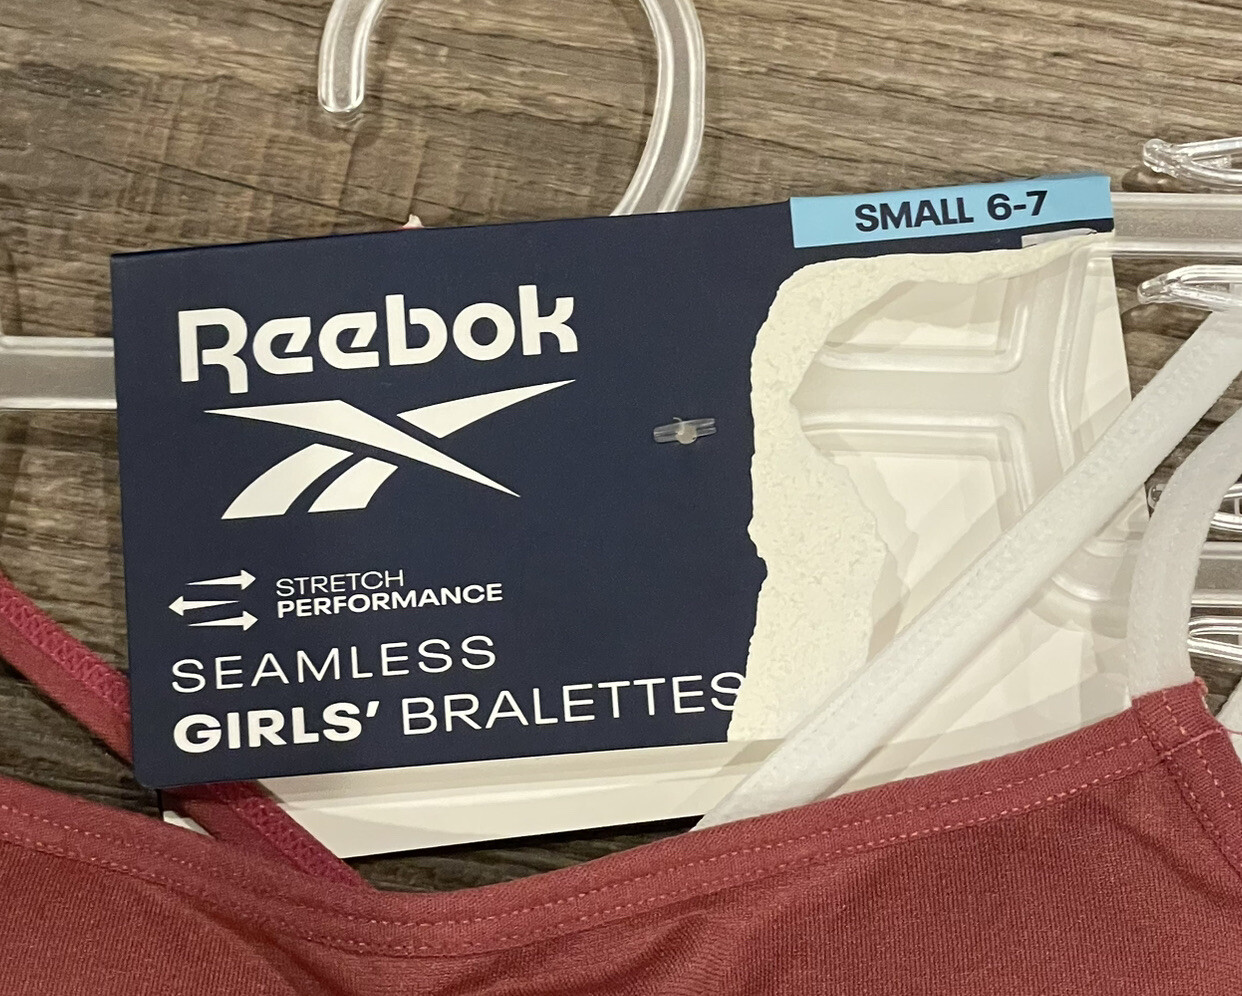 SMALL 6-7
Reebok
STRETCH
PERFORMANCE
SEAMLESS
GIRLS' BRALETTES